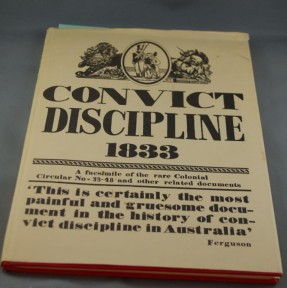 CONVICT
DISCIPLINE
1833
A facsimile of the rare Colonial
Circular No-33-48 and other related documents
'This is certainly the most
painful and gruesome docu-
ment in the history of con-
vict discipline in Australia'
Ferguson